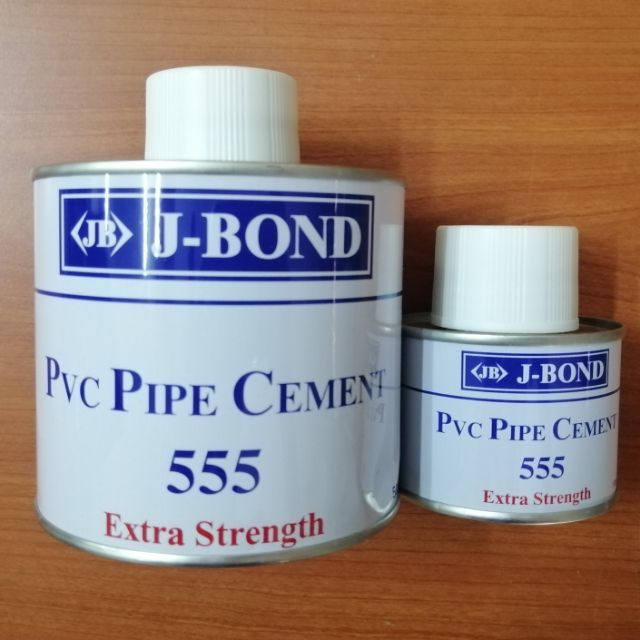 JB J-BOND
PVC PIPE CEMENT
555
Extra Strength
JB J-BOND
PVC PIPE CEMENT
555
Extra Strength